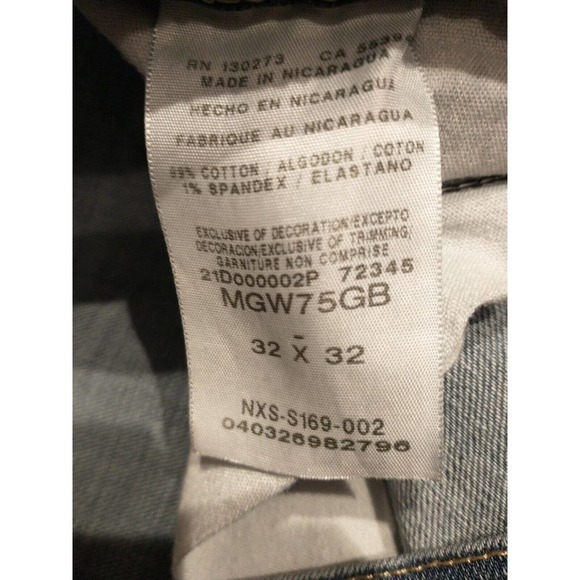 RN 130273 CA 55395
MADE IN NICARAGUA
HECHO EN NICARAGUA
FABRIQUE AU NICARAGUA
99% COTTON / ALGODON / COTON
1% SPANDEX / ELASTANO
EXCLUSIVE OF DECORATION/EXCEPTO
DECORACION/EXCLUSIVE OF TRIMMING/
GARNITURE NON COMPRISE
21D000002P 72345
MGW75GB
-
32 X 32
NXS-S169-002
040326982796